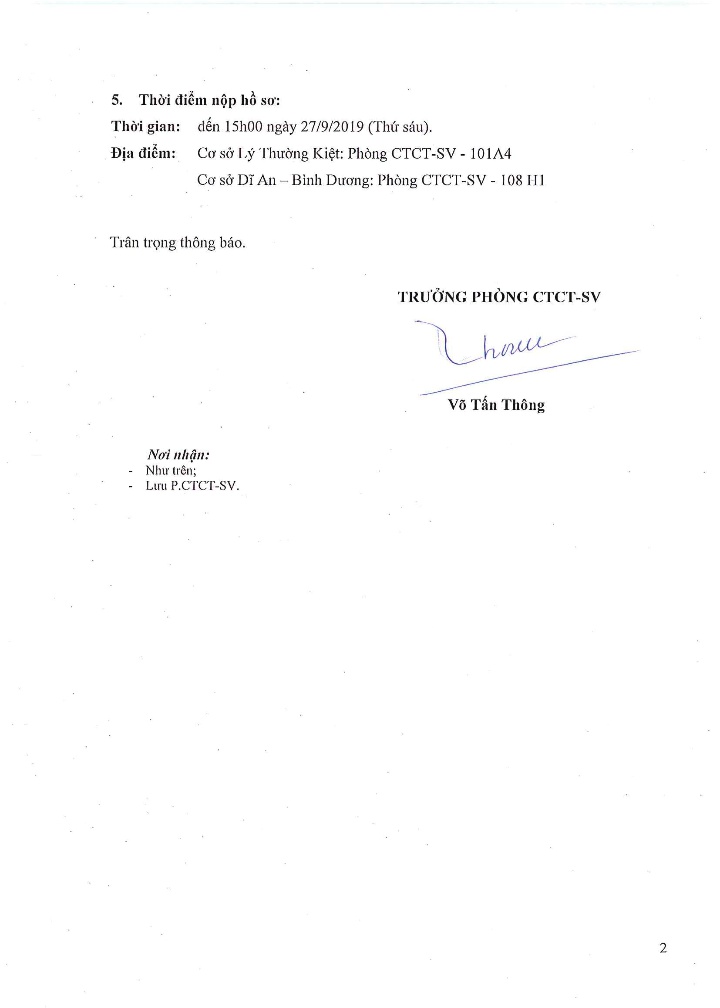 5. Thời điểm nộp hồ sơ:
Thời gian: đến 15h00 ngày 27/9/2019 (Thứ sáu).
Địa điểm: Cơ sở Lý Thường Kiệt: Phòng CTCT-SV - 101A4
Cơ sở Dĩ An – Bình Dương: Phòng CTCT-SV - 108 H1
Trân trọng thông báo.
TRƯỞNG PHÒNG CTCT-SV
Võ Tấn Thông
Nơi nhận:
- Như trên;
- Lưu P.CTCT-SV.
2